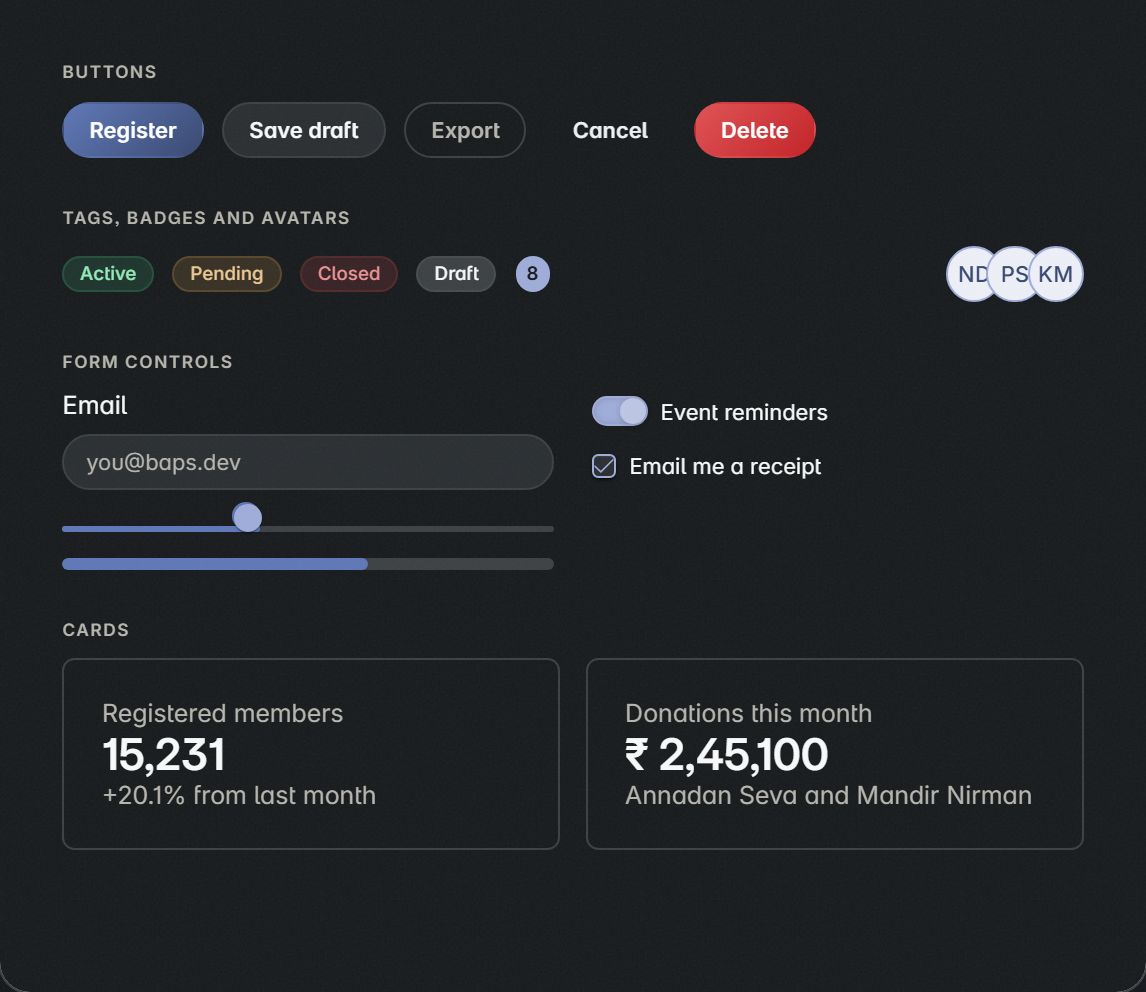 BUTTONS
Register Save draft Export Cancel Delete
TAGS, BADGES AND AVATARS
Active Pending Closed Draft 8 ND PS KM
FORM CONTROLS
Email
Event reminders
you@baps.dev
Email me a receipt
CARDS
Registered members
15,231
+20.1% from last month
Donations this month
₹ 2,45,100
Annadan Seva and Mandir Nirman